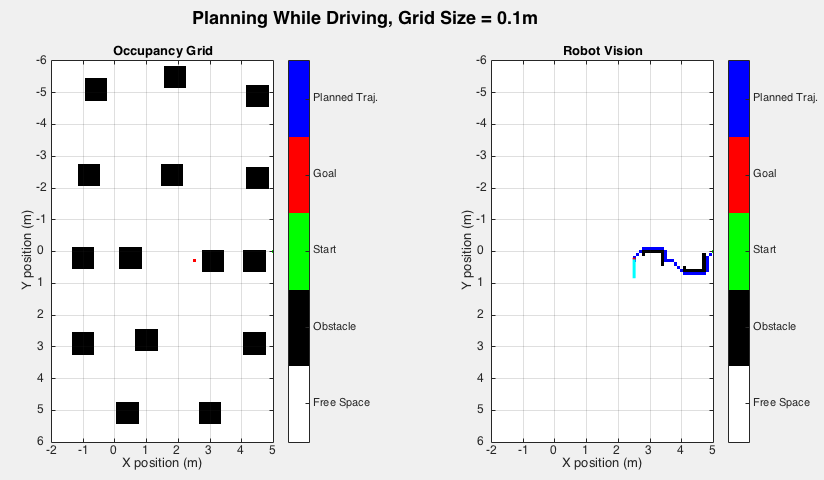 Planning While Driving, Grid Size = 0.1m
Occupancy Grid
-6
-5
-4
-3
-2
-1
0
1
2
3
4
5
6
Y position (m)
-2 -1 0 1 2 3 4 5
X position (m)
Planned Traj.
Goal
Start
Obstacle
Free Space
Robot Vision
-6
-5
-4
-3
-2
-1
0
1
2
3
4
5
6
Y position (m)
-2 -1 0 1 2 3 4 5
X position (m)
Planned Traj.
Goal
Start
Obstacle
Free Space